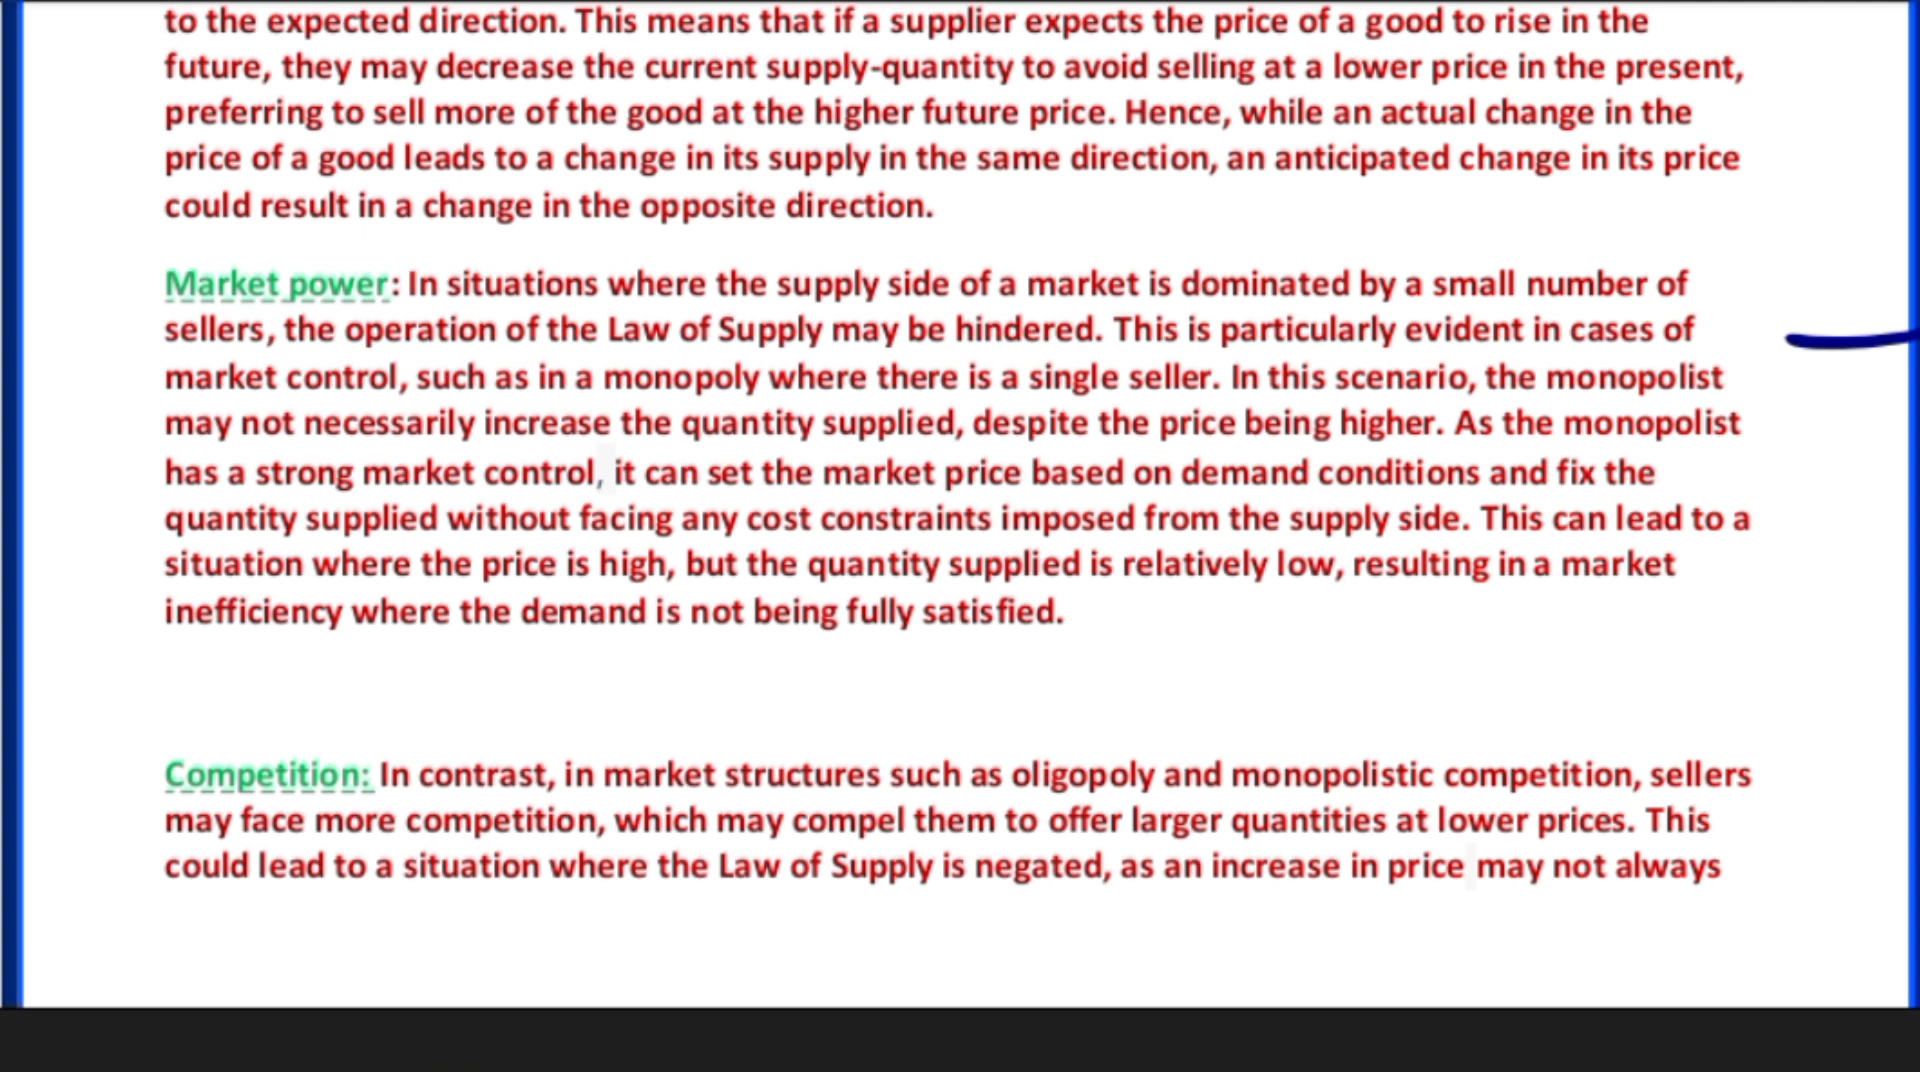 to the expected direction. This means that if a supplier expects the price of a good to rise in the
future, they may decrease the current supply-quantity to avoid selling at a lower price in the present,
preferring to sell more of the good at the higher future price. Hence, while an actual change in the
price of a good leads to a change in its supply in the same direction, an anticipated change in its price
could result in a change in the opposite direction.
Market power: In situations where the supply side of a market is dominated by a small number of
sellers, the operation of the Law of Supply may be hindered. This is particularly evident in cases of
market control, such as in a monopoly where there is a single seller. In this scenario, the monopolist
may not necessarily increase the quantity supplied, despite the price being higher. As the monopolist
has a strong market control, it can set the market price based on demand conditions and fix the
quantity supplied without facing any cost constraints imposed from the supply side. This can lead to a
situation where the price is high, but the quantity supplied is relatively low, resulting in a market
inefficiency where the demand is not being fully satisfied.
Competition: In contrast, in market structures such as oligopoly and monopolistic competition, sellers
may face more competition, which may compel them to offer larger quantities at lower prices. This
could lead to a situation where the Law of Supply is negated, as an increase in price may not always